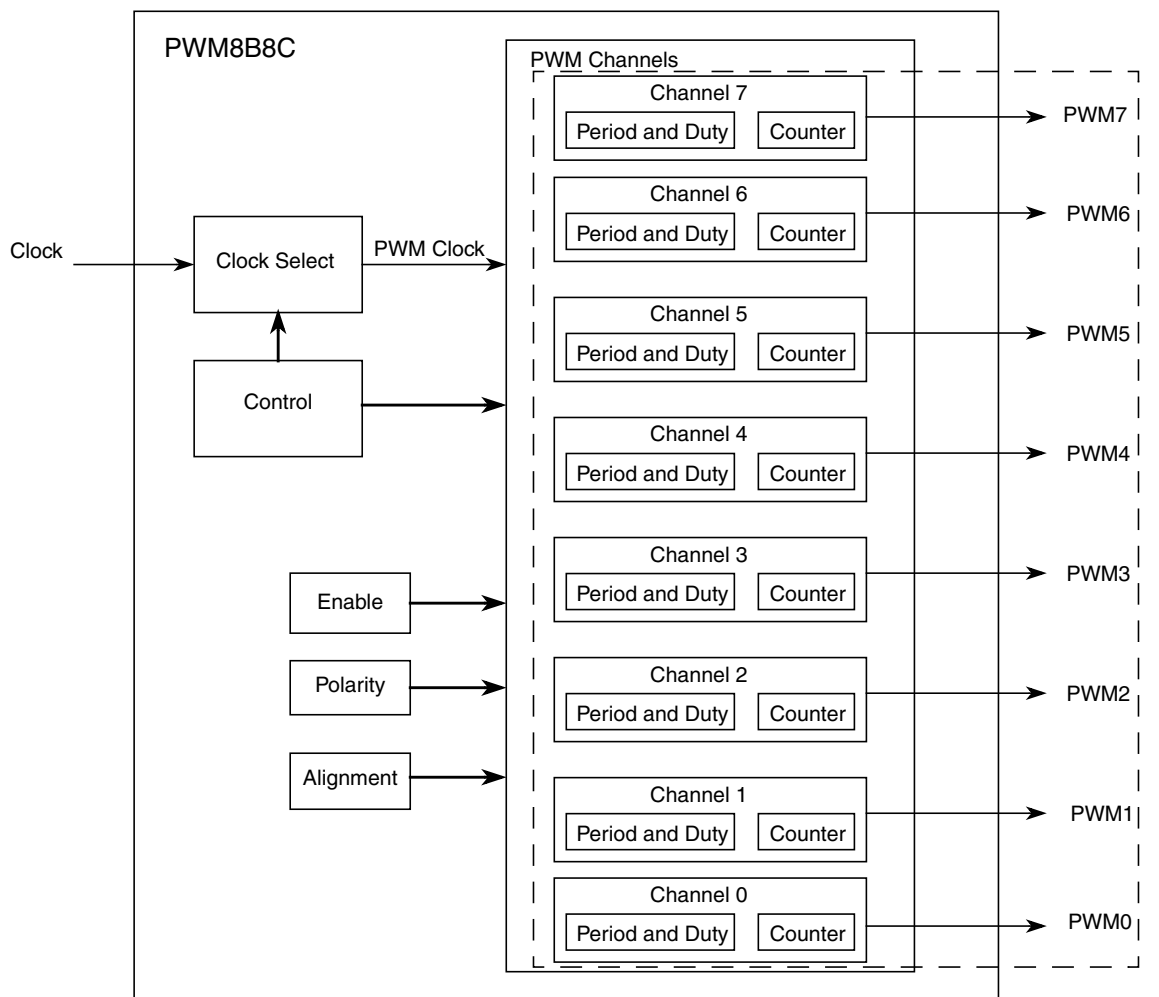 PWM8B8C
PWM Channels
Channel 7
Period and Duty
Counter
PWM7
Channel 6
Period and Duty
Counter
PWM6
Clock
Clock Select
PWM Clock
Channel 5
Period and Duty
Counter
PWM5
Control
Channel 4
Period and Duty
Counter
PWM4
Channel 3
Period and Duty
Counter
PWM3
Enable
Polarity
Channel 2
Period and Duty
Counter
PWM2
Alignment
Channel 1
Period and Duty
Counter
PWM1
Channel 0
Period and Duty
Counter
PWM0